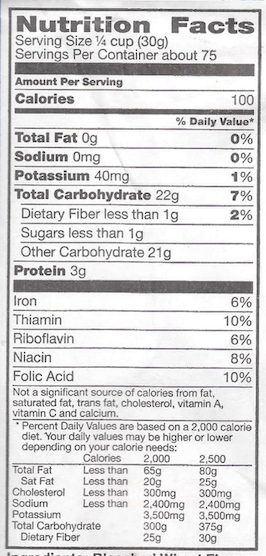 Nutrition Facts
Serving Size ¼ cup (30g)
Servings Per Container about 75
Amount Per Serving
Calories 100
% Daily Value*
Total Fat 0g 0%
Sodium 0mg 0%
Potassium 40mg 1%
Total Carbohydrate 22g 7%
Dietary Fiber less than 1g 2%
Sugars less than 1g
Other Carbohydrate 21g
Protein 3g
Iron 6%
Thiamin 10%
Riboflavin 6%
Niacin 8%
Folic Acid 10%
Not a significant source of calories from fat,
saturated fat, trans fat, cholesterol, vitamin A,
vitamin C and calcium.
* Percent Daily Values are based on a 2,000 calorie
diet. Your daily values may be higher or lower
depending on your calorie needs:
Calories 2,000 2,500
Total Fat Less than 65g 80g
Sat Fat Less than 20g 25g
Cholesterol Less than 300mg 300mg
Sodium Less than 2,400mg 2,400mg
Potassium 3,500mg 3,500mg
Total Carbohydrate 300g 375g
Dietary Fiber 25g 30g